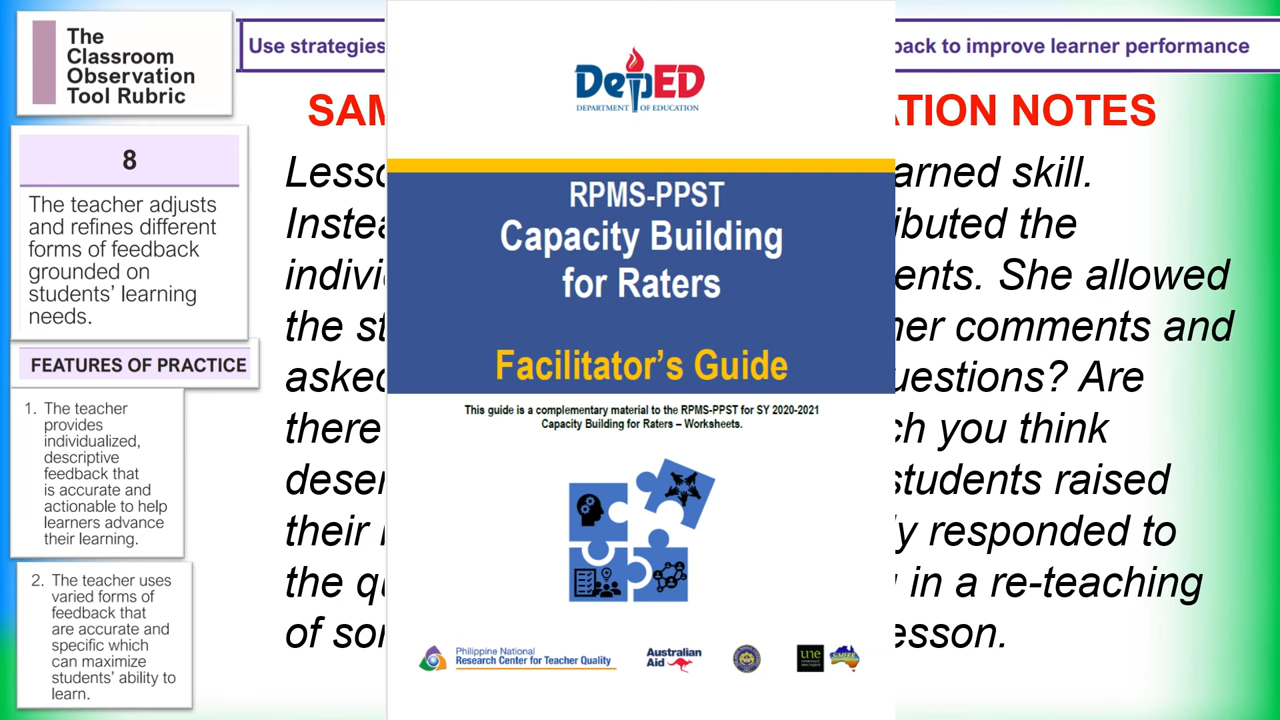 The
Classroom
Observation
Tool Rubric
Use strategies
back to improve learner performance
8
The teacher adjusts
and refines different
forms of feedback
grounded on
students’ learning
needs.
FEATURES OF PRACTICE
1. The teacher
provides
individualized,
descriptive
feedback that
is accurate and
actionable to help
learners advance
their learning.
2. The teacher uses
varied forms of
feedback that
are accurate and
specific which
can maximize
students’ ability to
learn.
SAM
ATION NOTES
Lesso
arned skill.
Instea
ibuted the
individ
ents. She allowed
the st
her comments and
asked
uestions? Are
there
ch you think
deser
students raised
their
ly responded to
the qu
in a re-teaching
of so
esson.
DepED
DEPARTMENT OF EDUCATION
RPMS-PPST
Capacity Building
for Raters
Facilitator’s Guide
This guide is a complementary material to the RPMS-PPST for SY 2020-2021
Capacity Building for Raters – Worksheets.
Philippine National
Research Center for Teacher Quality
Australian
Aid
une
SiMERR